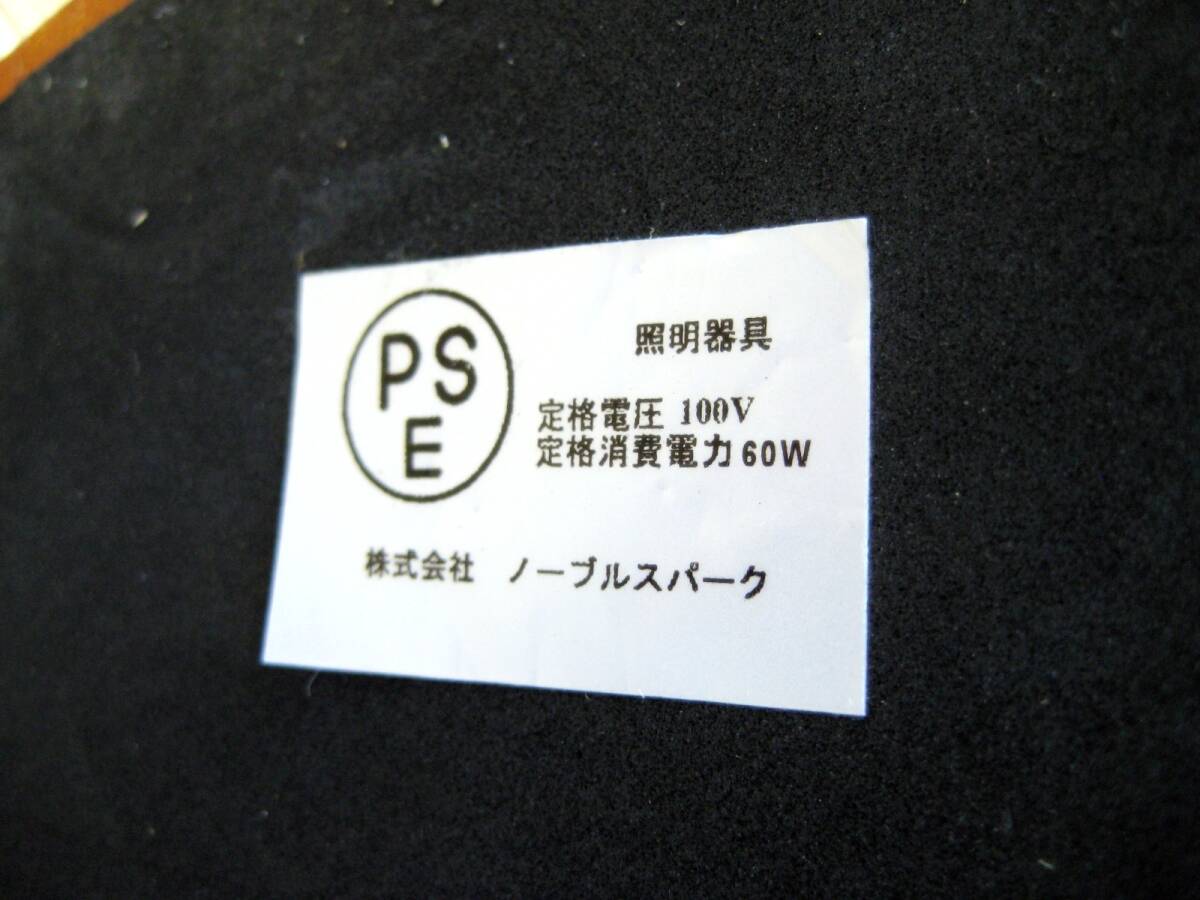 PS
E
照明器具
定格電圧 100V
定格消費電力 60W
株式会社 ノーブルスパーク